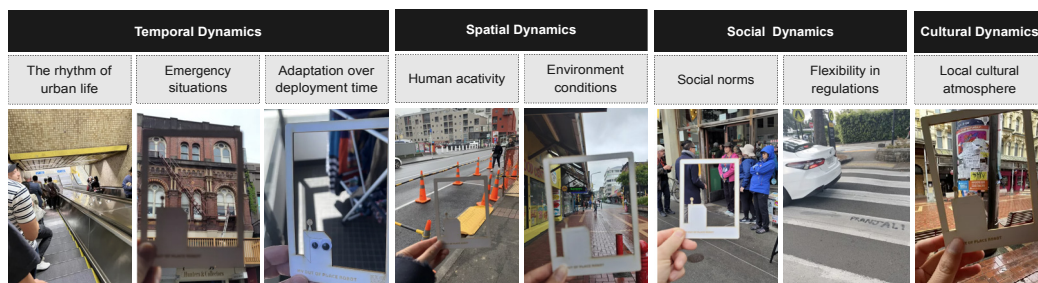 Temporal Dynamics
Spatial Dynamics
Social Dynamics
Cultural Dynamics
The rhythm of
urban life
Emergency
situations
Adaptation over
deployment time
Human acativity
Environment
conditions
Social norms
Flexibility in
regulations
Local cultural
atmosphere